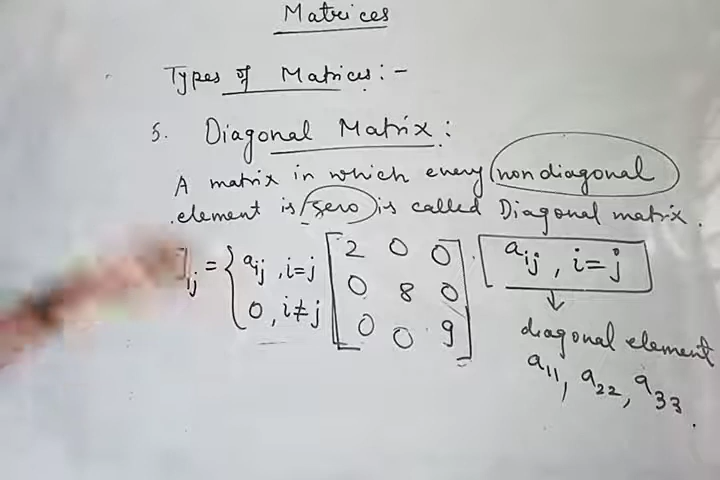 Matrices
Types of Matrices :-
5. Diagonal Matrix :
A matrix in which every non diagonal
element is zero is called Diagonal matrix.
]ij = { aij , i=j
0 , i≠j
[ 2 0 0
0 8 0
0 0 9 ]
aij , i=j
↓
diagonal element
a11, a22, a33.